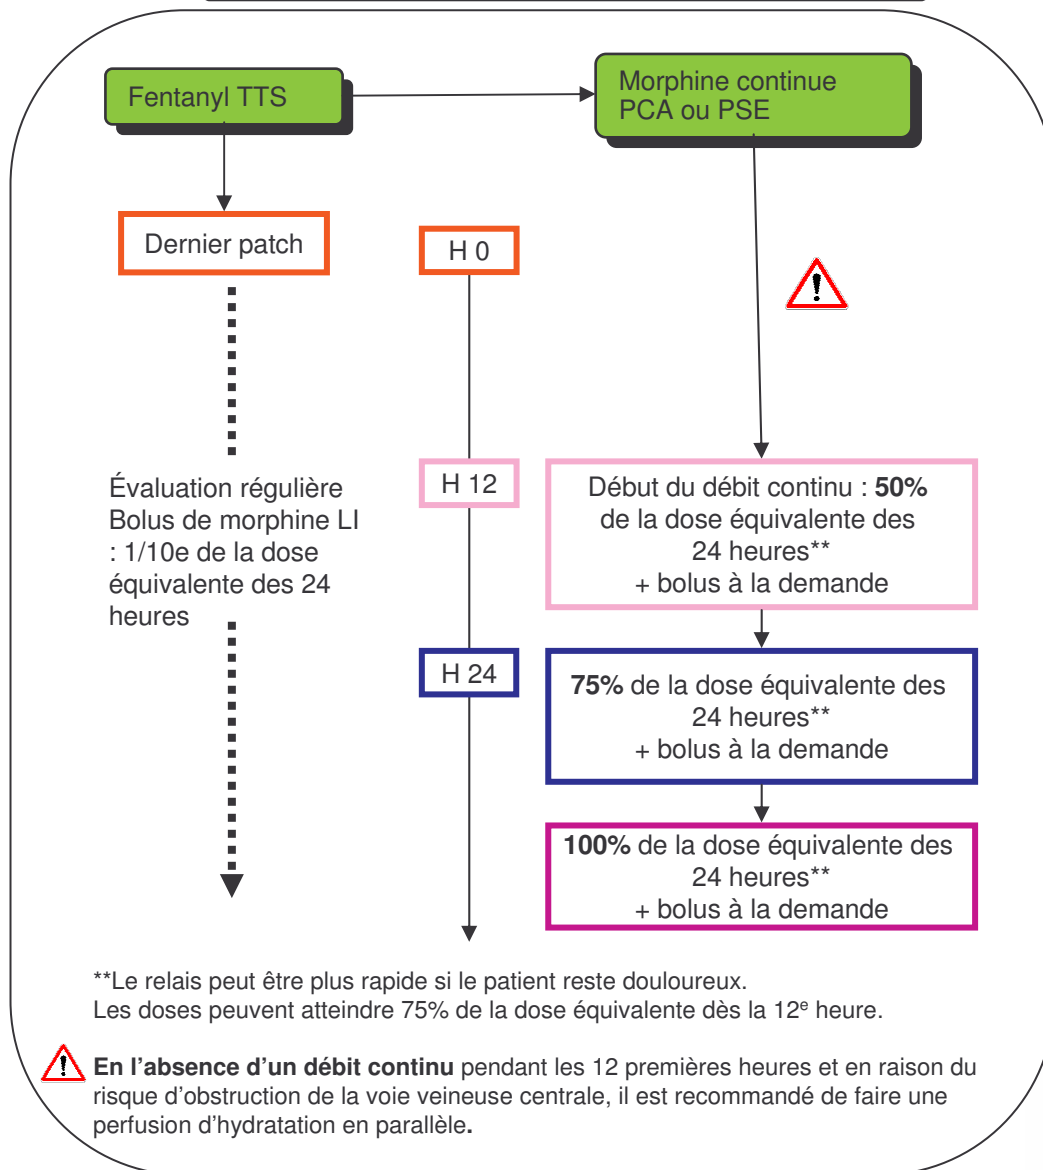 Fentanyl TTS
Morphine continue
PCA ou PSE
Dernier patch
H 0
Évaluation régulière
Bolus de morphine LI
: 1/10e de la dose
équivalente des 24
heures
H 12
Début du débit continu : 50%
de la dose équivalente des
24 heures**
+ bolus à la demande
H 24
75% de la dose équivalente des
24 heures**
+ bolus à la demande
100% de la dose équivalente des
24 heures**
+ bolus à la demande
**Le relais peut être plus rapide si le patient reste douloureux.
Les doses peuvent atteindre 75% de la dose équivalente dès la 12e heure.
En l’absence d’un débit continu pendant les 12 premières heures et en raison du
risque d’obstruction de la voie veineuse centrale, il est recommandé de faire une
perfusion d’hydratation en parallèle.